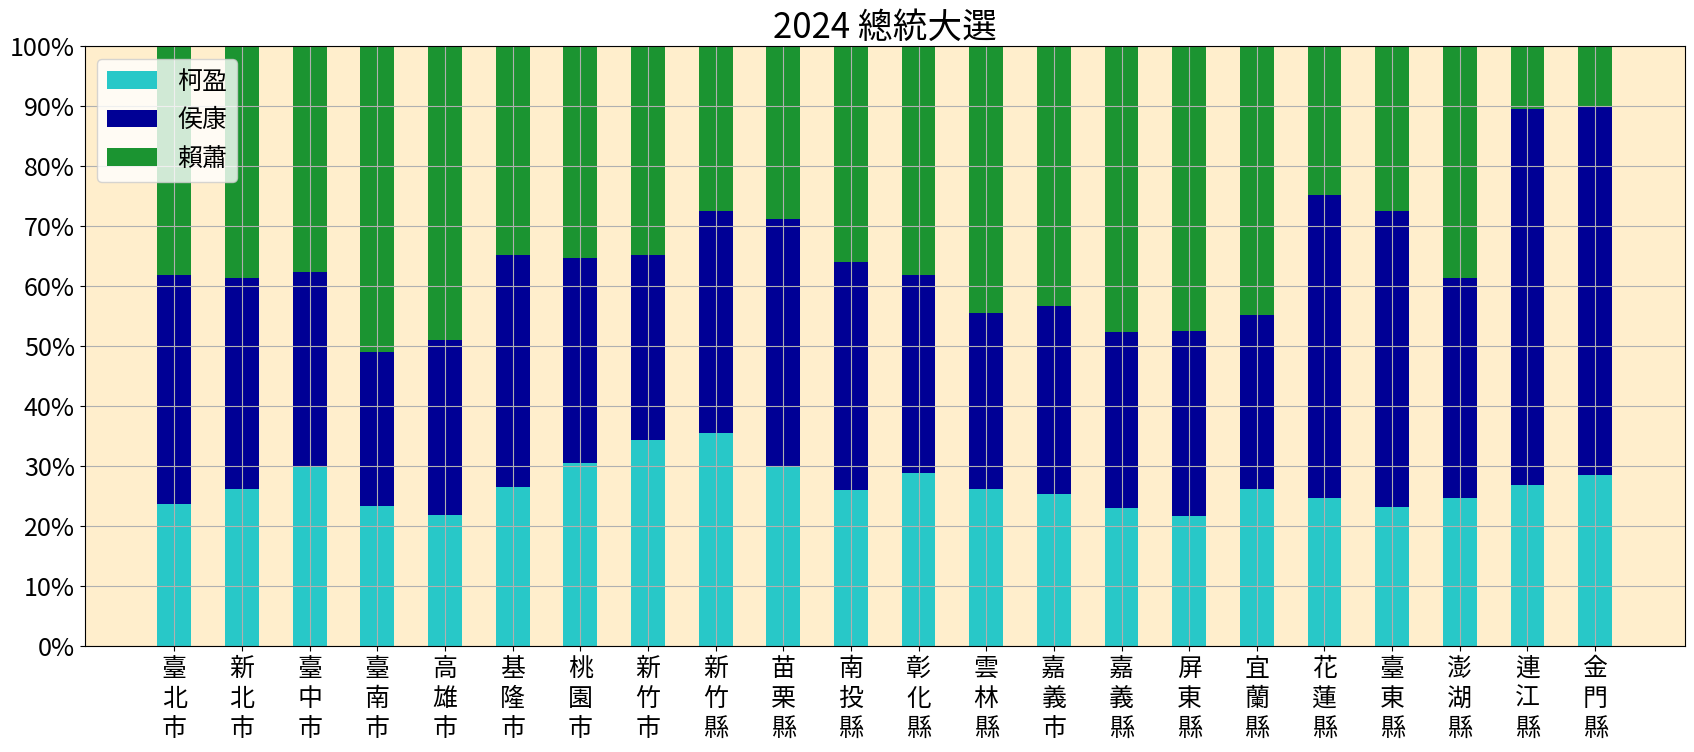 2024 總統大選
100%
90%
80%
70%
60%
50%
40%
30%
20%
10%
0%
柯盈
侯康
賴蕭
臺北市
新北市
臺中市
臺南市
高雄市
基隆市
桃園市
新竹市
新竹縣
苗栗縣
南投縣
彰化縣
雲林縣
嘉義市
嘉義縣
屏東縣
宜蘭縣
花蓮縣
臺東縣
澎湖縣
連江縣
金門縣